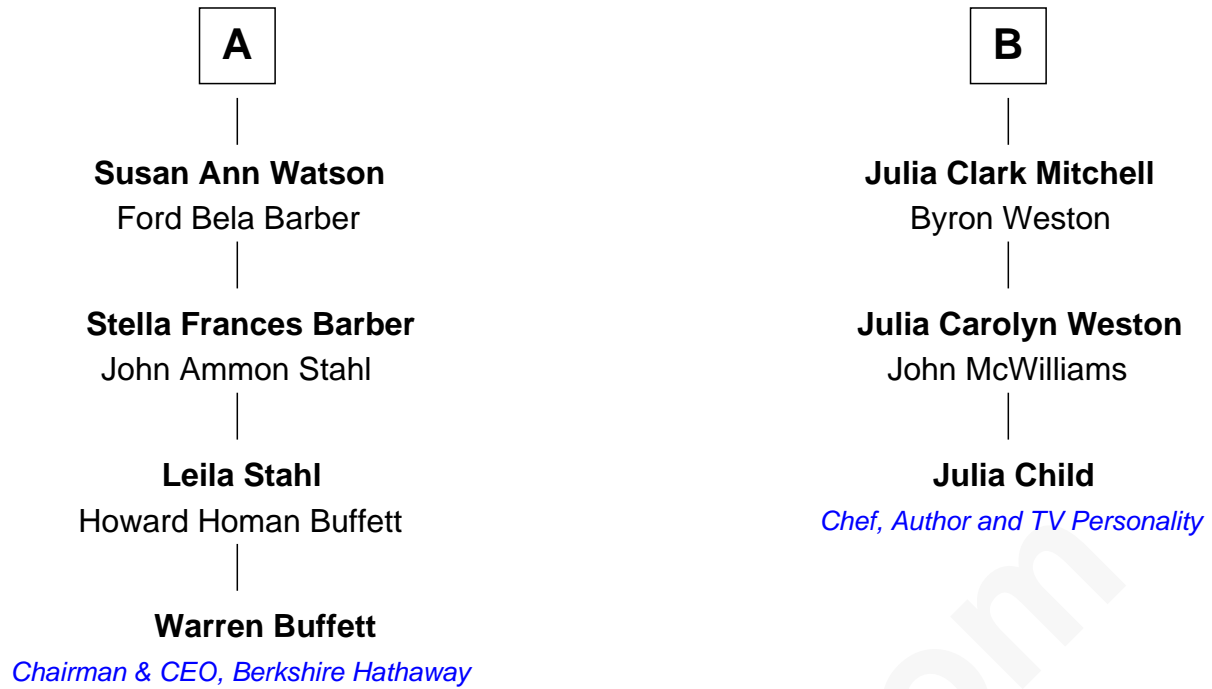 A
Susan Ann Watson
Ford Bela Barber
Stella Frances Barber
John Ammon Stahl
Leila Stahl
Howard Homan Buffett
Warren Buffett
Chairman & CEO, Berkshire Hathaway
B
Julia Clark Mitchell
Byron Weston
Julia Carolyn Weston
John McWilliams
Julia Child
Chef, Author and TV Personality
om